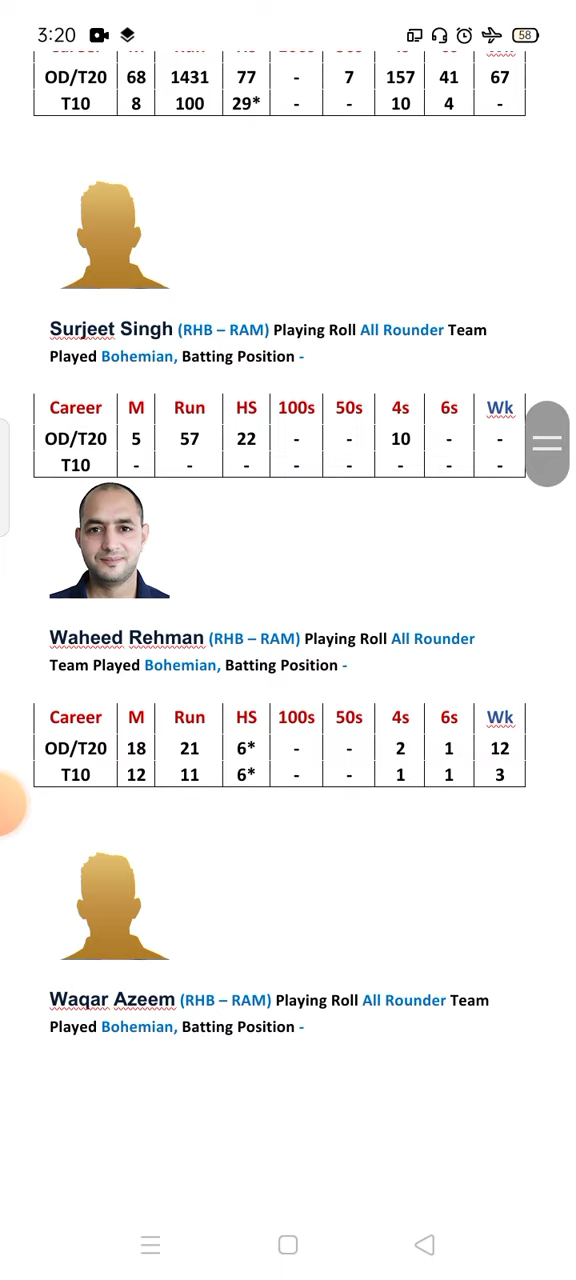 3:20 58
OD/T20 68 1431 77 - 7 157 41 67
T10 8 100 29* - - 10 4 -
Surjeet Singh (RHB – RAM) Playing Roll All Rounder Team
Played Bohemian, Batting Position -
Career M Run HS 100s 50s 4s 6s Wk
OD/T20 5 57 22 - - 10 - -
T10 - - - - - - - -
Waheed Rehman (RHB – RAM) Playing Roll All Rounder
Team Played Bohemian, Batting Position -
Career M Run HS 100s 50s 4s 6s Wk
OD/T20 18 21 6* - - 2 1 12
T10 12 11 6* - - 1 1 3
Waqar Azeem (RHB – RAM) Playing Roll All Rounder Team
Played Bohemian, Batting Position -